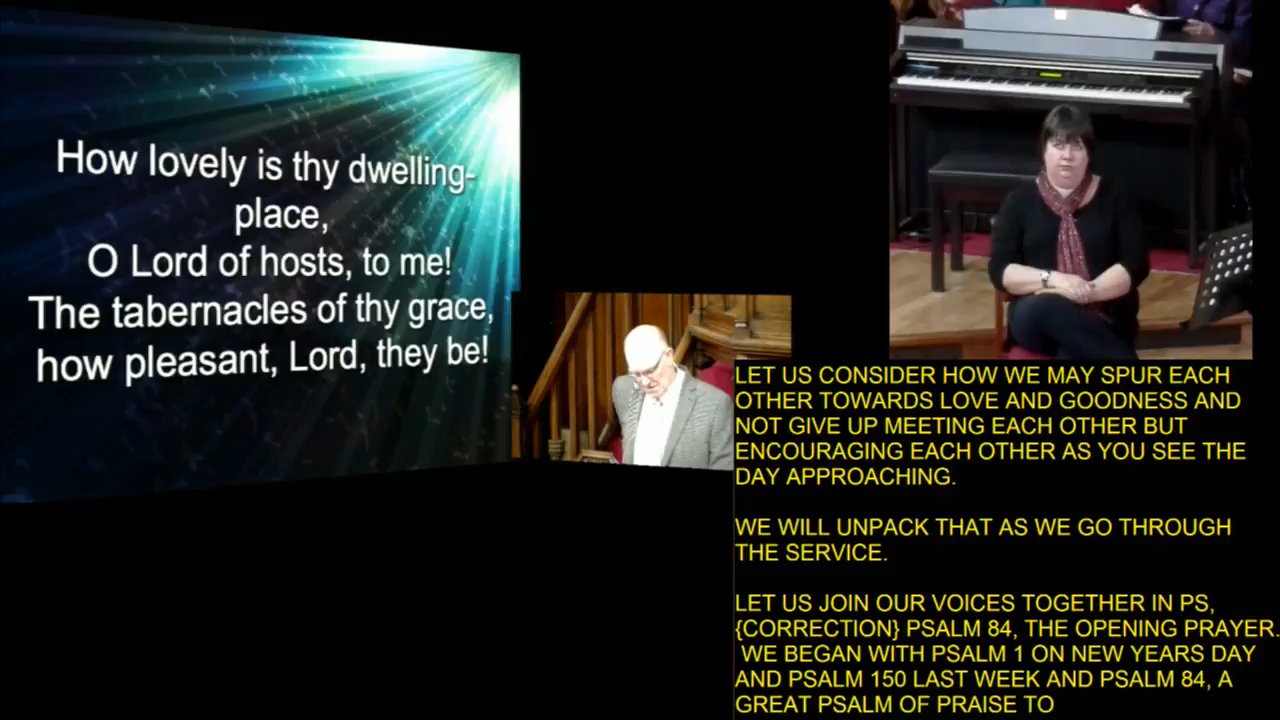 How lovely is thy dwelling-
place,
O Lord of hosts, to me!
The tabernacles of thy grace,
how pleasant, Lord, they be!
LET US CONSIDER HOW WE MAY SPUR EACH
OTHER TOWARDS LOVE AND GOODNESS AND
NOT GIVE UP MEETING EACH OTHER BUT
ENCOURAGING EACH OTHER AS YOU SEE THE
DAY APPROACHING.
WE WILL UNPACK THAT AS WE GO THROUGH
THE SERVICE.
LET US JOIN OUR VOICES TOGETHER IN PS,
{CORRECTION} PSALM 84, THE OPENING PRAYER.
WE BEGAN WITH PSALM 1 ON NEW YEARS DAY
AND PSALM 150 LAST WEEK AND PSALM 84, A
GREAT PSALM OF PRAISE TO